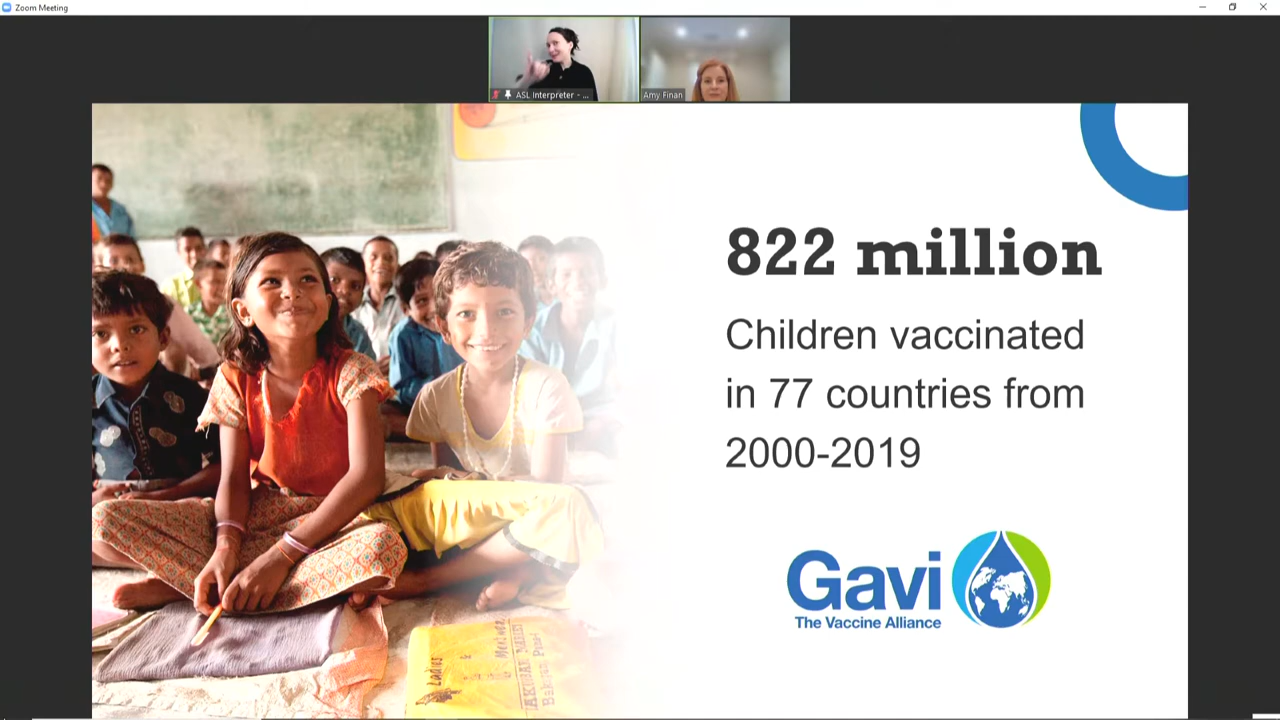 Zoom Meeting
ASL Interpreter - ...
Amy Finan
822 million
Children vaccinated
in 77 countries from
2000-2019
Gavi
The Vaccine Alliance
Ladies